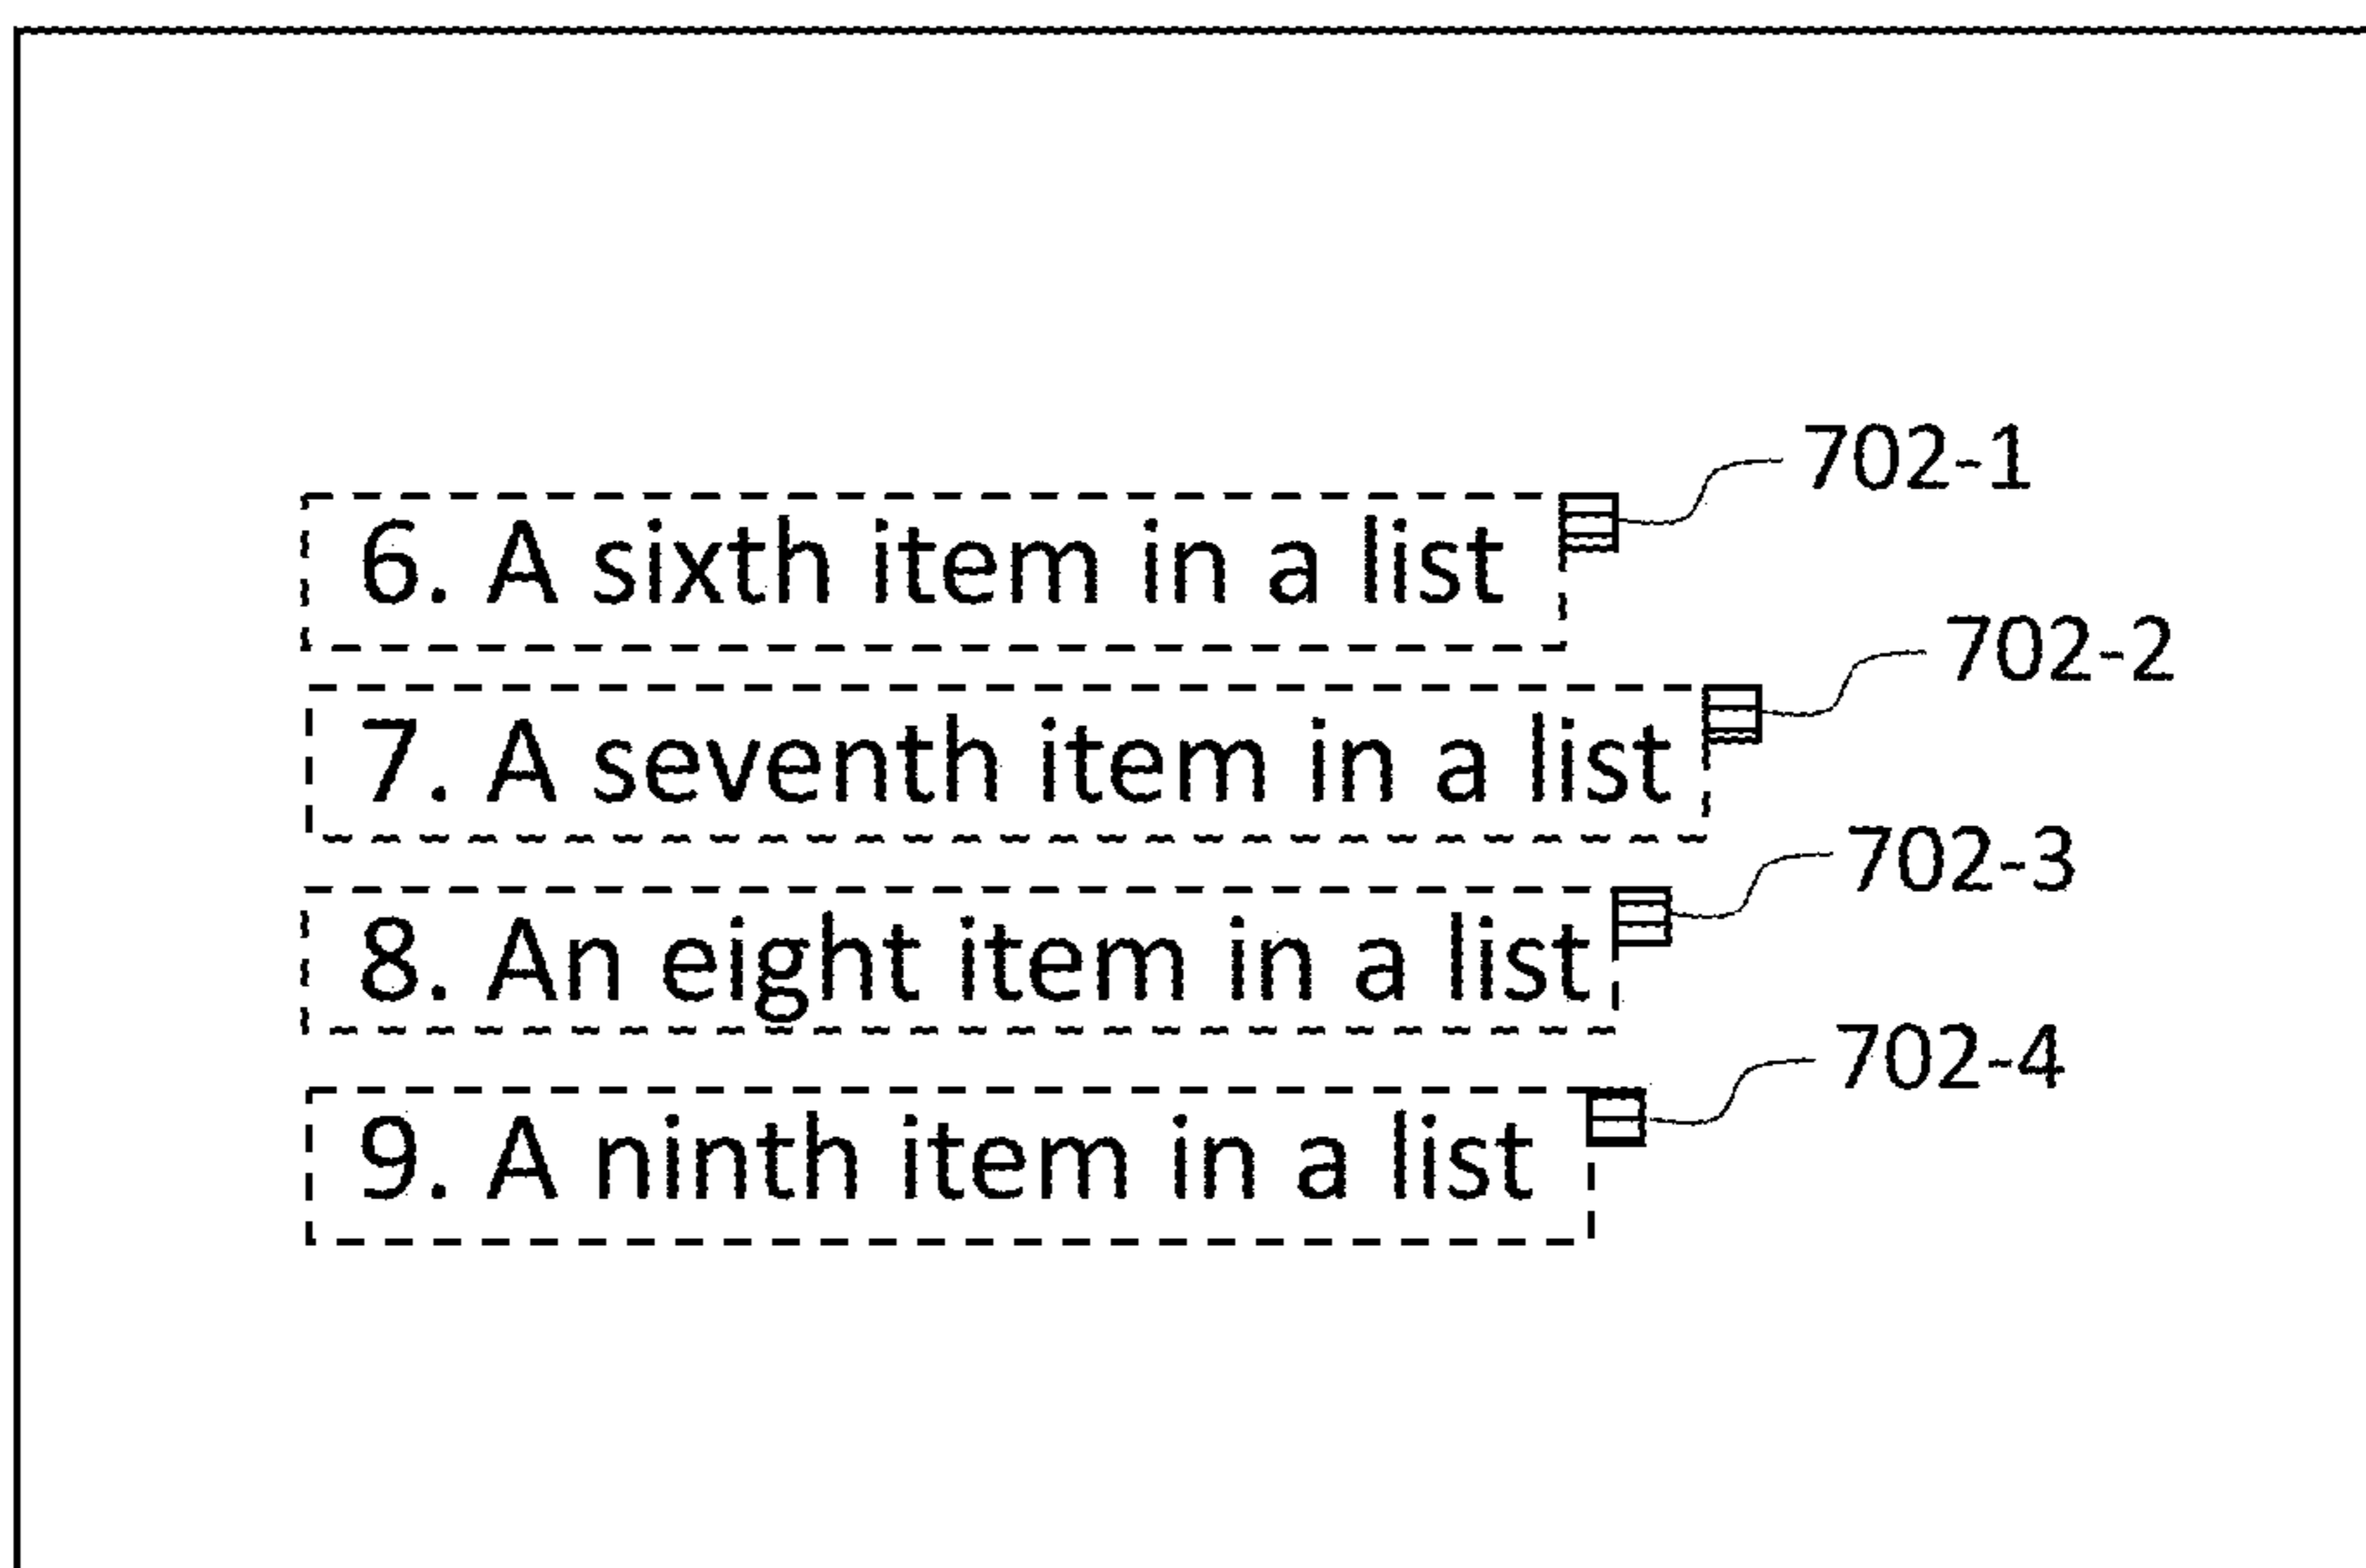 702-1
6. A sixth item in a list
702-2
7. A seventh item in a list
702-3
8. An eight item in a list
702-4
9. A ninth item in a list